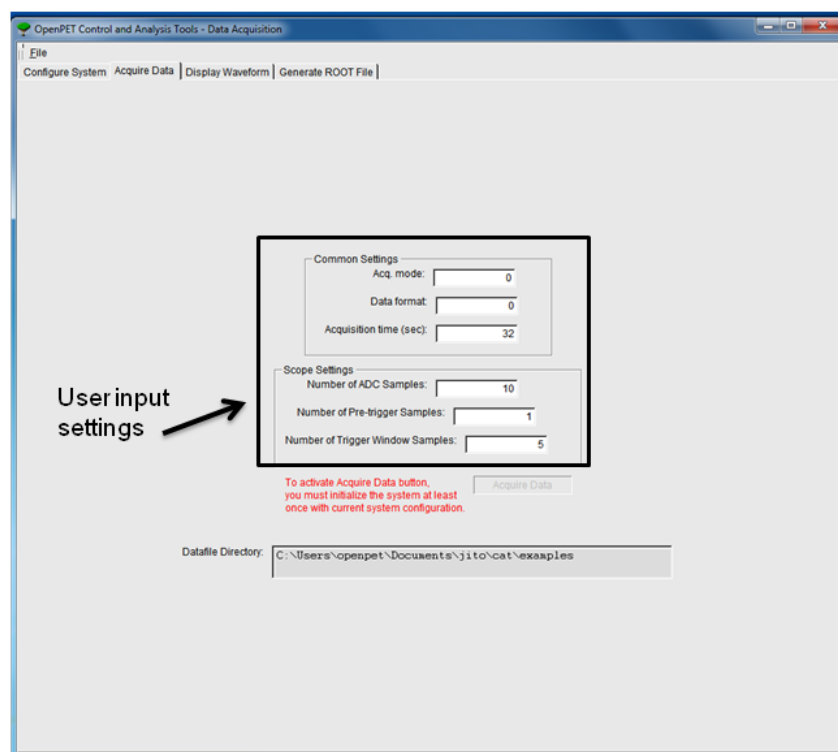 OpenPET Control and Analysis Tools - Data Acquisition
File
Configure System Acquire Data Display Waveform Generate ROOT File
Common Settings
Acq. mode: 0
Data format: 0
Acquisition time (sec): 32
Scope Settings
Number of ADC Samples: 10
Number of Pre-trigger Samples: 1
Number of Trigger Window Samples: 5
User input
settings
To activate Acquire Data button,
you must initialize the system at least
once with current system configuration.
Acquire Data
Datafile Directory: C:\Users\openpet\Documents\jito\cat\examples